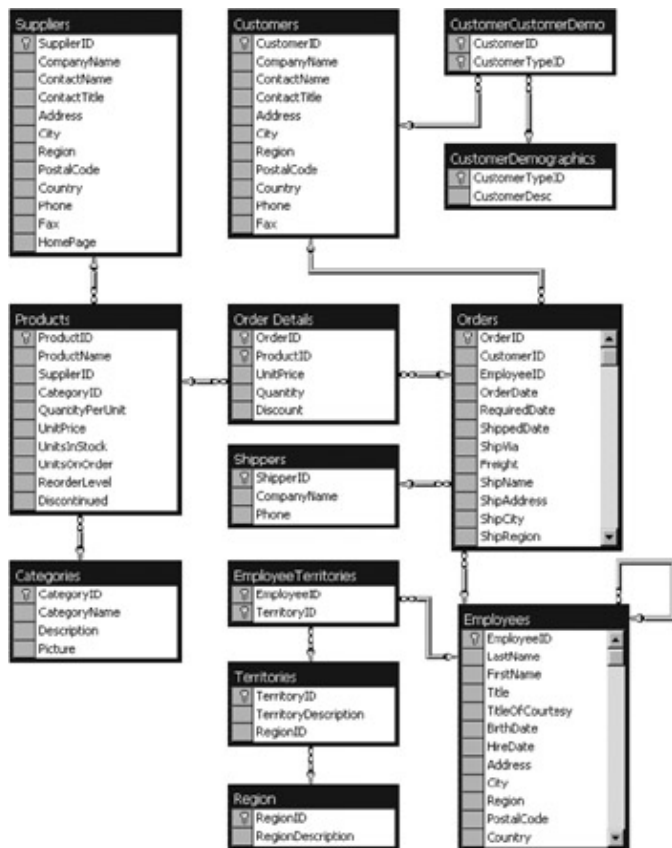 Suppliers
SupplierID
CompanyName
ContactName
ContactTitle
Address
City
Region
PostalCode
Country
Phone
Fax
HomePage
Customers
CustomerID
CompanyName
ContactName
ContactTitle
Address
City
Region
PostalCode
Country
Phone
Fax
CustomerCustomerDemo
CustomerID
CustomerTypeID
CustomerDemographics
CustomerTypeID
CustomerDesc
Products
ProductID
ProductName
SupplierID
CategoryID
QuantityPerUnit
UnitPrice
UnitsInStock
UnitsOnOrder
ReorderLevel
Discontinued
Order Details
OrderID
ProductID
UnitPrice
Quantity
Discount
Orders
OrderID
CustomerID
EmployeeID
OrderDate
RequiredDate
ShippedDate
ShipVia
Freight
ShipName
ShipAddress
ShipCity
ShipRegion
Shippers
ShipperID
CompanyName
Phone
Categories
CategoryID
CategoryName
Description
Picture
EmployeeTerritories
EmployeeID
TerritoryID
Territories
TerritoryID
TerritoryDescription
RegionID
Region
RegionID
RegionDescription
Employees
EmployeeID
LastName
FirstName
Title
TitleOfCourtesy
BirthDate
HireDate
Address
City
Region
PostalCode
Country